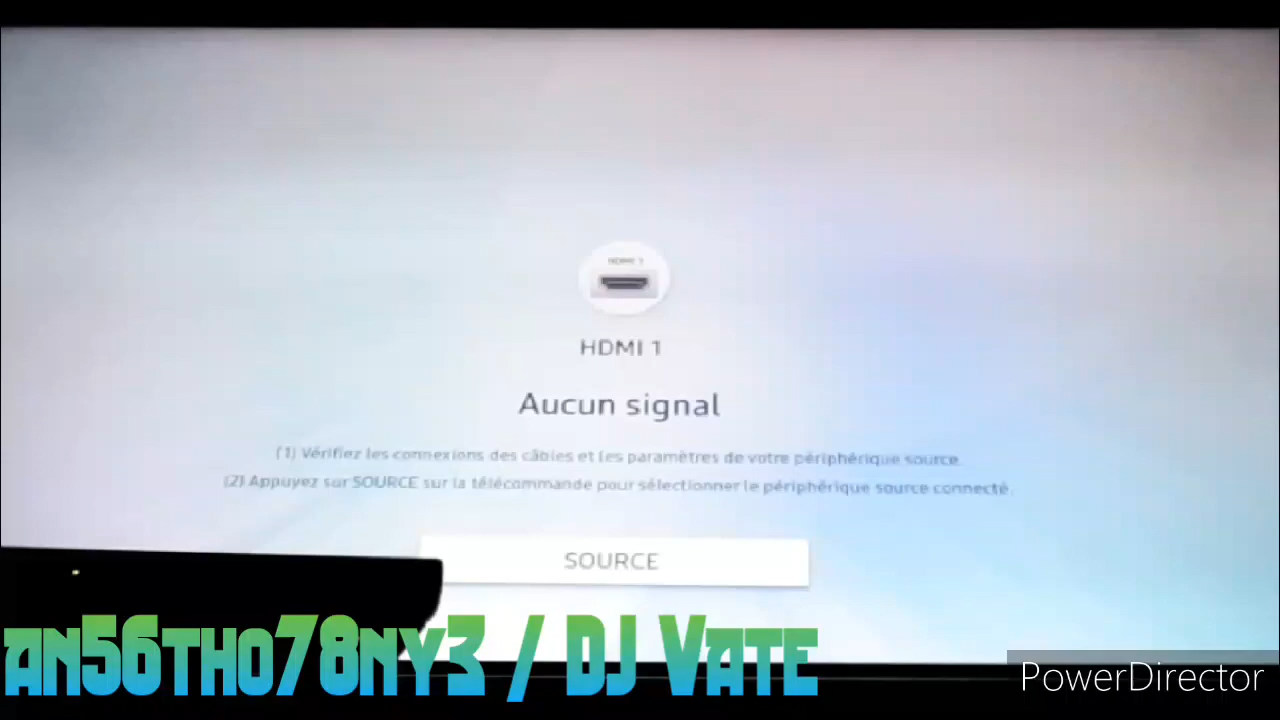 HDMI 1
HDMI 1
Aucun signal
(1) Vérifiez les connexions des câbles et les paramètres de votre périphérique source.
(2) Appuyez sur SOURCE sur la télécommande pour sélectionner le périphérique source connecté.
SOURCE
an56tho78ny3 / DJ Vate
PowerDirector